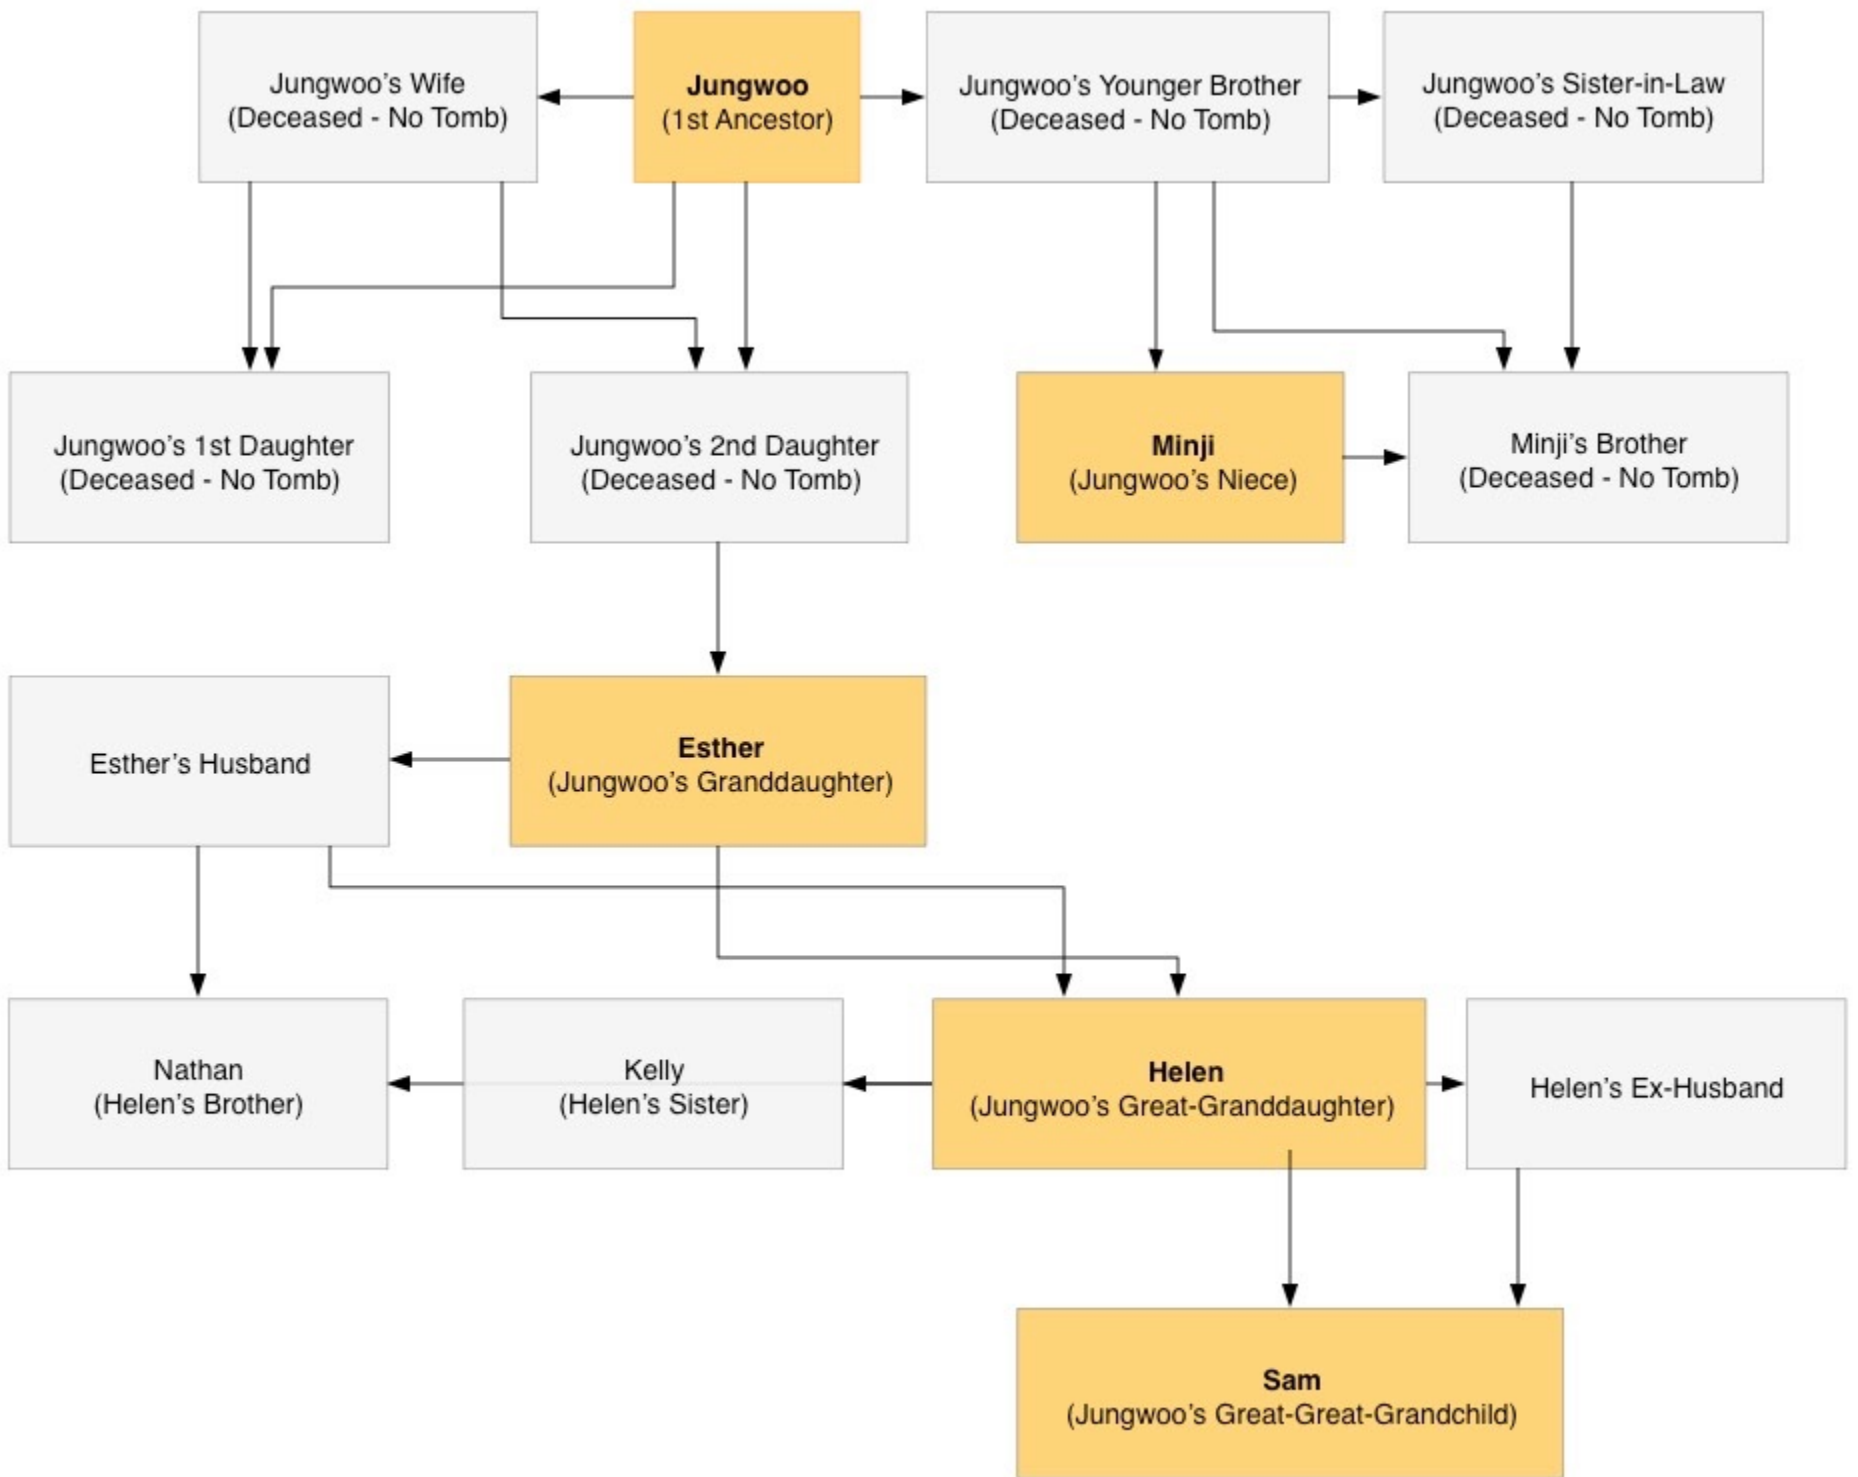 Jungwoo’s Wife
(Deceased - No Tomb)
Jungwoo
(1st Ancestor)
Jungwoo’s Younger Brother
(Deceased - No Tomb)
Jungwoo’s Sister-in-Law
(Deceased - No Tomb)
Jungwoo’s 1st Daughter
(Deceased - No Tomb)
Jungwoo’s 2nd Daughter
(Deceased - No Tomb)
Minji
(Jungwoo’s Niece)
Minji’s Brother
(Deceased - No Tomb)
Esther’s Husband
Esther
(Jungwoo’s Granddaughter)
Nathan
(Helen’s Brother)
Kelly
(Helen’s Sister)
Helen
(Jungwoo’s Great-Granddaughter)
Helen’s Ex-Husband
Sam
(Jungwoo’s Great-Great-Grandchild)